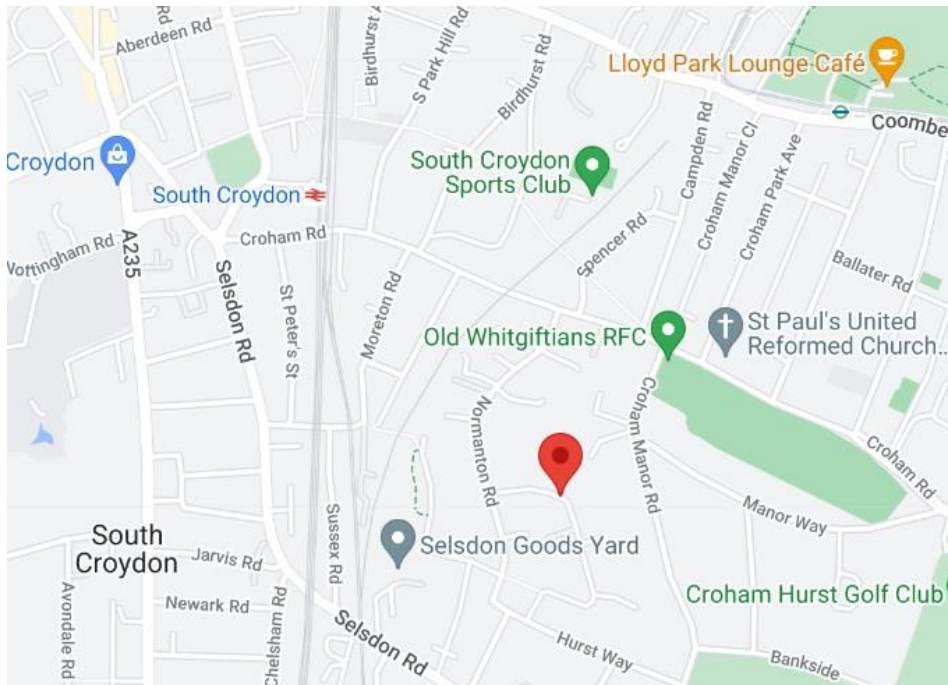 Aberdeen Rd
Rd
Birdhurst A
S Park Hill Rd
Birdhurst Rd
Lloyd Park Lounge Café
Coombe
Croydon
South Croydon
Sports Club
Campden Rd
Croham Manor Cl
Croham Park Ave
South Croydon
Croham Rd
Nottingham Rd
A235
Selsdon Rd
St Peter's St
Moreton Rd
Spencer Rd
Ballater Rd
Old Whitgiftians RFC
St Paul's United
Reformed Church...
Normanton Rd
Croham Manor Rd
Croham Rd
Manor Way
South
Croydon
Sussex Rd
Selsdon Goods Yard
Jarvis Rd
Newark Rd
Avondale Rd
Chelsham Rd
Selsdon Rd
Croham Hurst Golf Club
Hurst Way
Bankside